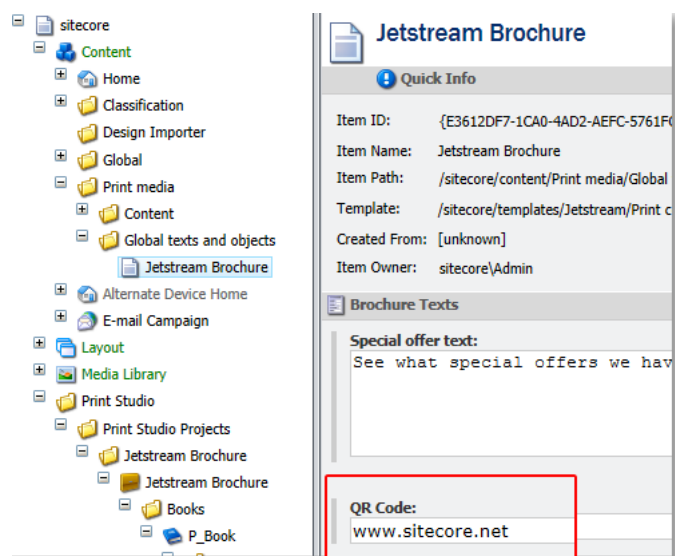 sitecore
Content
Home
Classification
Design Importer
Global
Print media
Content
Global texts and objects
Jetstream Brochure
Alternate Device Home
E-mail Campaign
Layout
Media Library
Print Studio
Print Studio Projects
Jetstream Brochure
Jetstream Brochure
Books
P_Book
Jetstream Brochure
Quick Info
Item ID: {E3612DF7-1CA0-4AD2-AEFC-5761F
Item Name: Jetstream Brochure
Item Path: /sitecore/content/Print media/Global
Template: /sitecore/templates/Jetstream/Print c
Created From: [unknown]
Item Owner: sitecore\Admin
Brochure Texts
Special offer text:
See what special offers we hav
QR Code:
www.sitecore.net